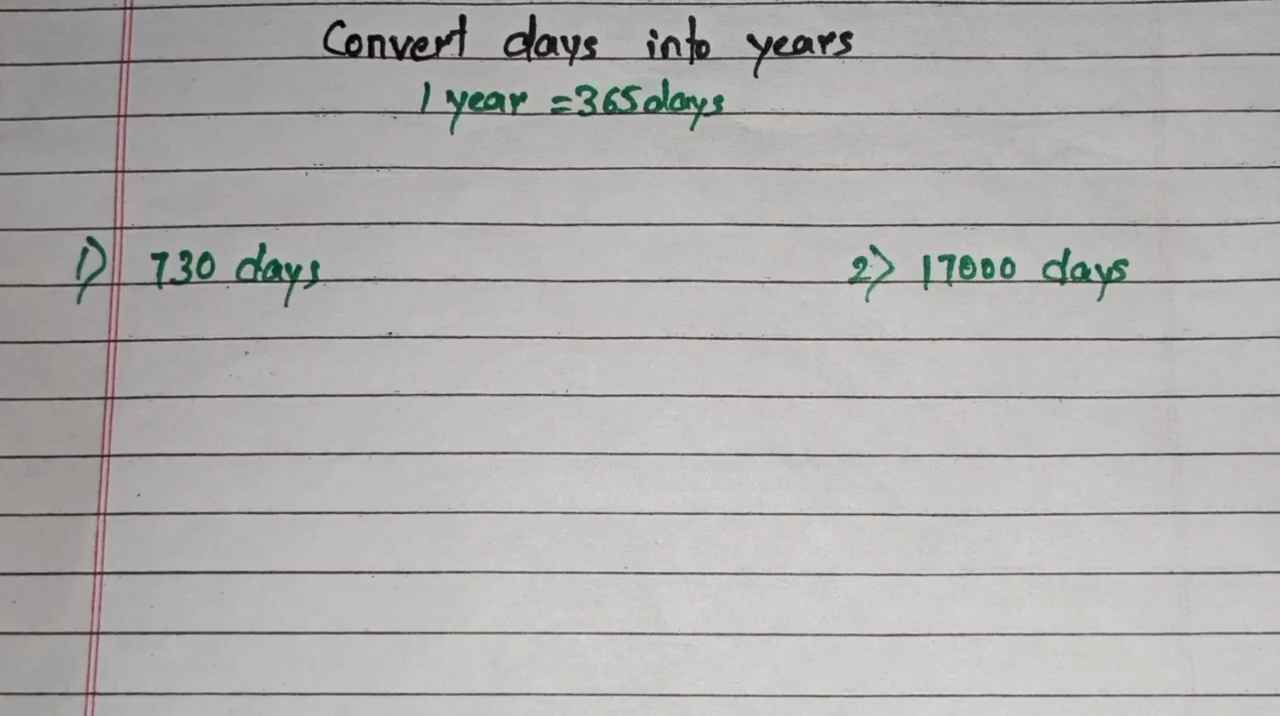 Convert days into years
1 year = 365 days
1) 730 days
2) 17000 days